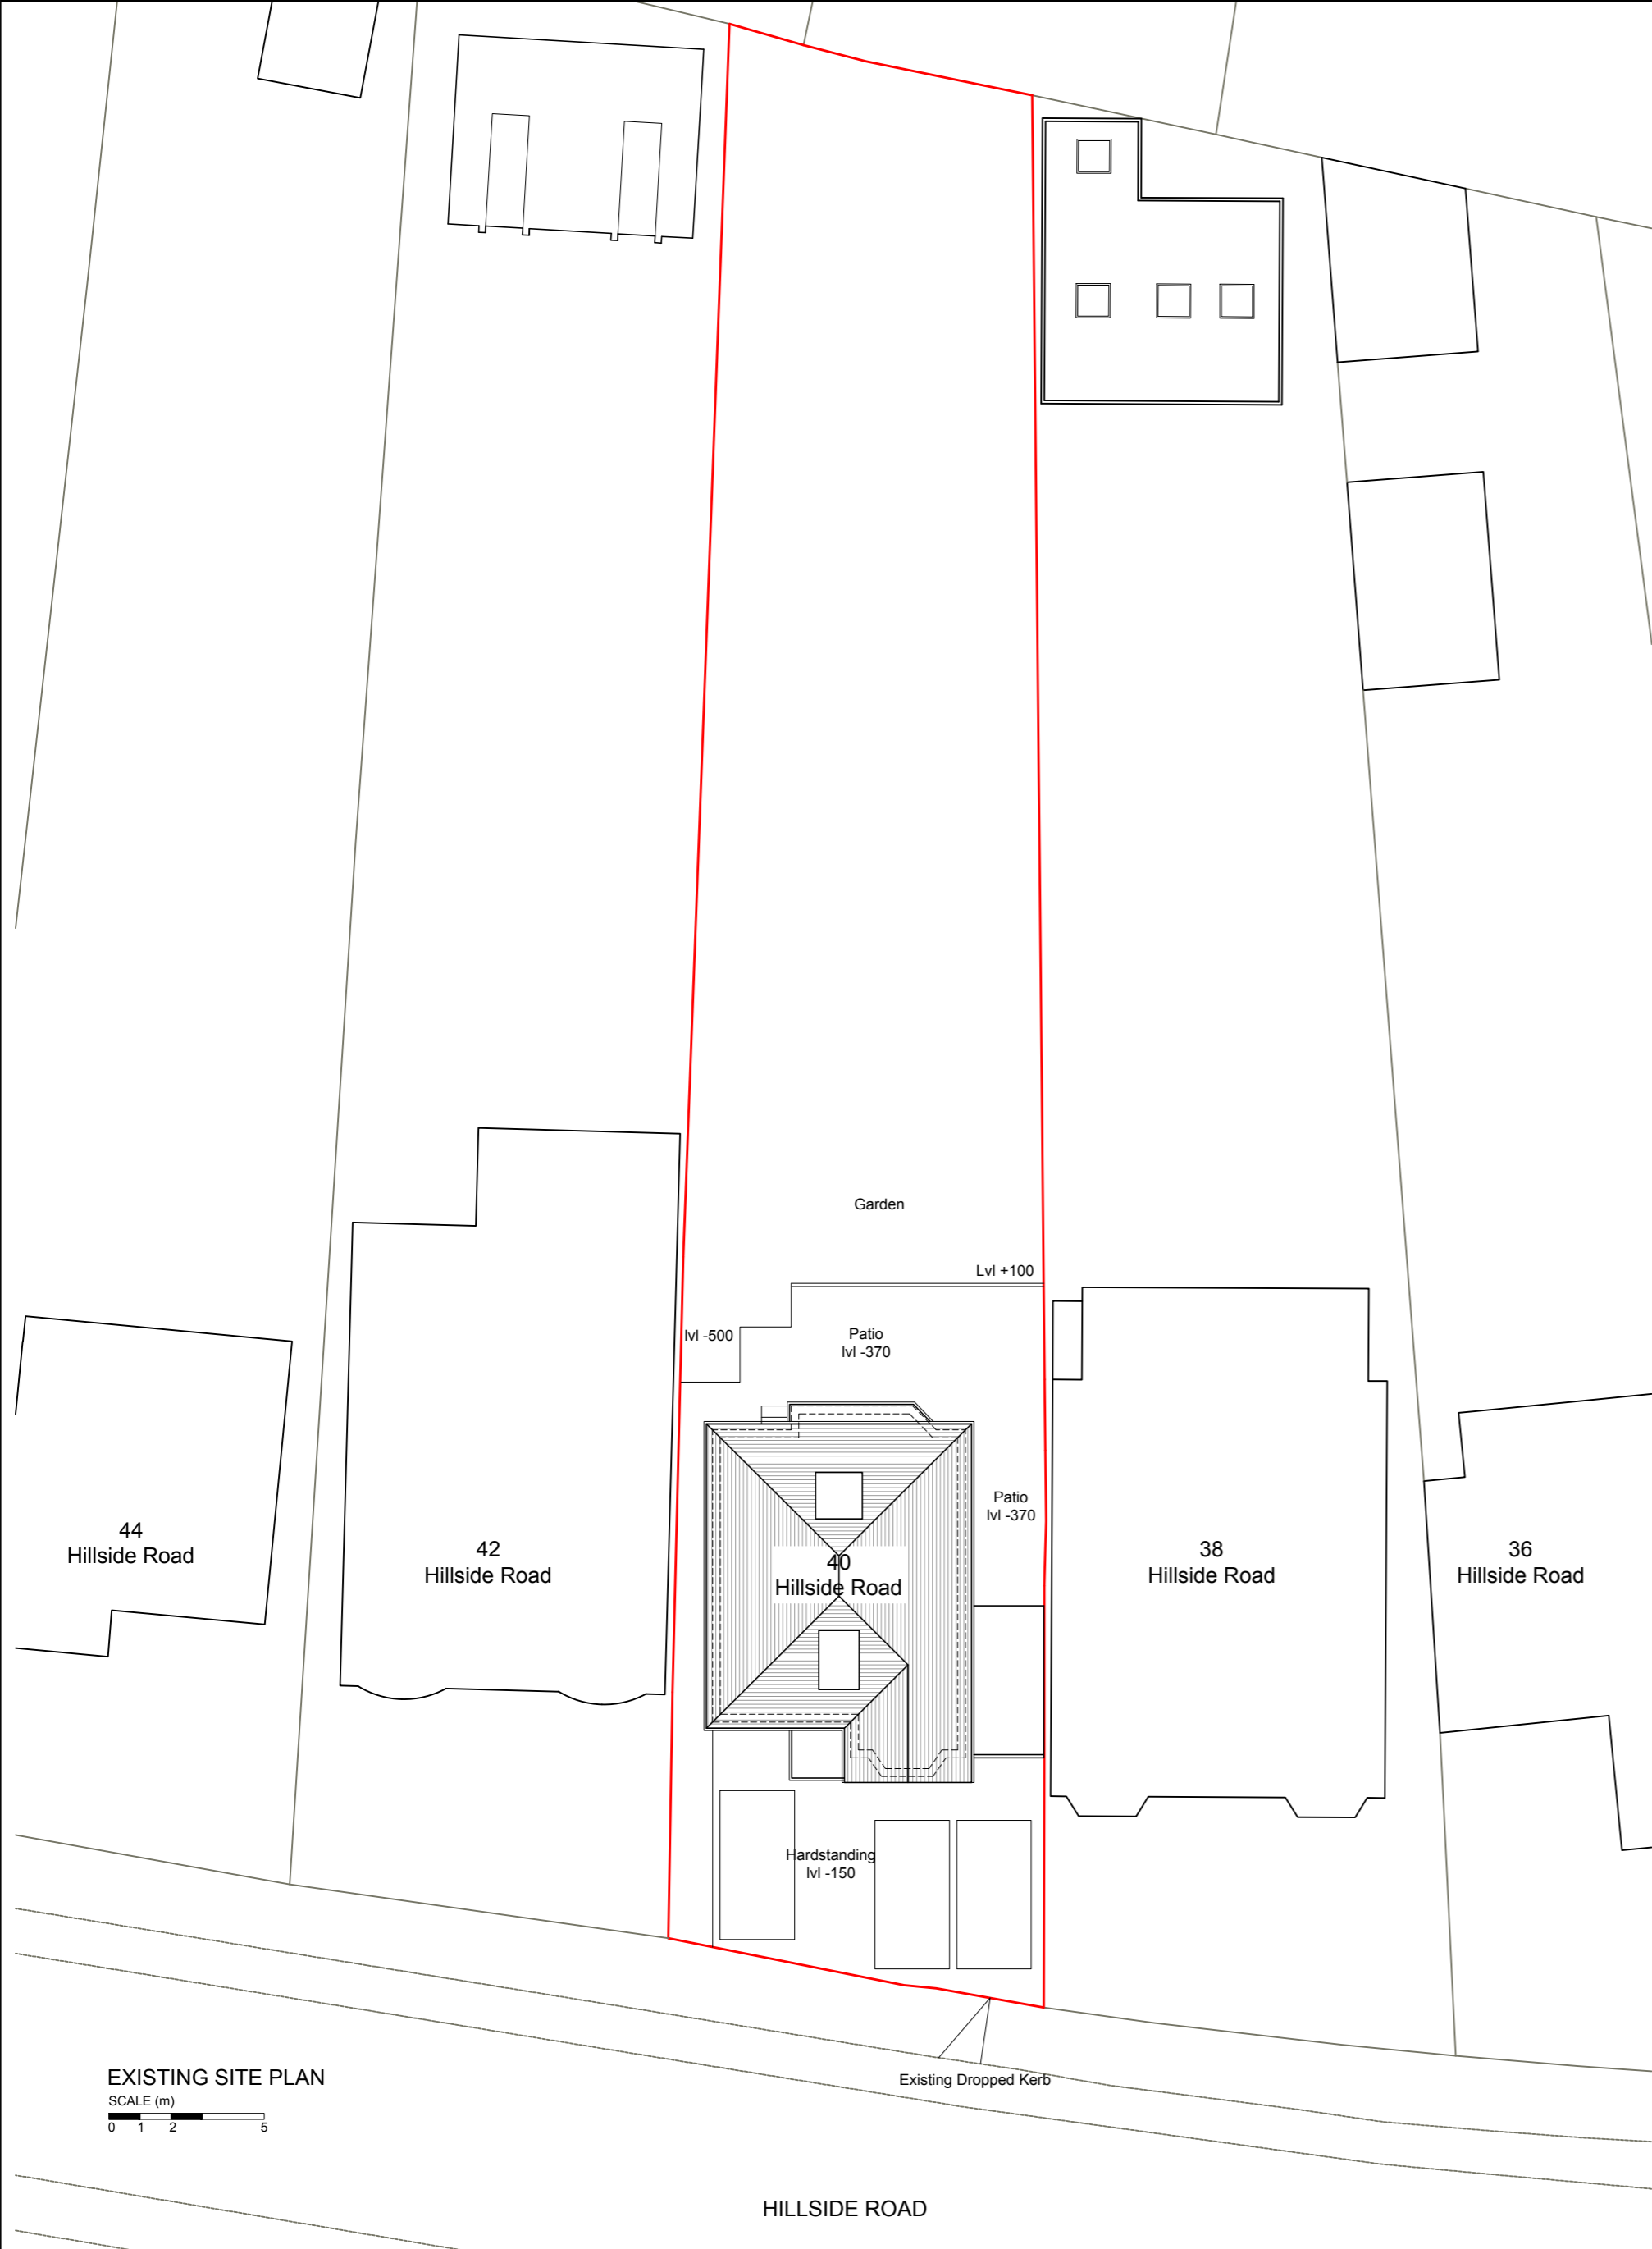 Garden
Lvl +100
lvl -500
Patio
lvl -370
Patio
lvl -370
44
Hillside Road
42
Hillside Road
40
Hillside Road
38
Hillside Road
36
Hillside Road
Hardstanding
lvl -150
Existing Dropped Kerb
EXISTING SITE PLAN
SCALE (m)
0 1 2 5
HILLSIDE ROAD